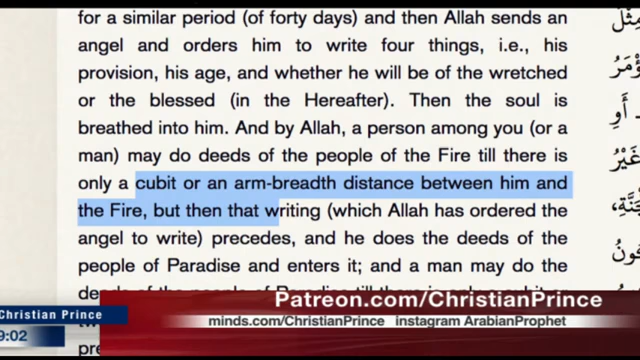 for a similar period (of forty days) and then Allah sends an
angel and orders him to write four things, i.e., his
provision, his age, and whether he will be of the wretched
or the blessed (in the Hereafter). Then the soul is
breathed into him. And by Allah, a person among you (or a
man) may do deeds of the people of the Fire till there is
only a cubit or an arm-breadth distance between him and
the Fire, but then that writing (which Allah has ordered the
angel to write) precedes, and he does the deeds of the
people of Paradise and enters it; and a man may do the
مِثْلَ
أَوِ
غَيْرُ
Christian Prince
9:02
Patreon.com/ChristianPrince
minds.com/ChristianPrince instagram ArabianProphet